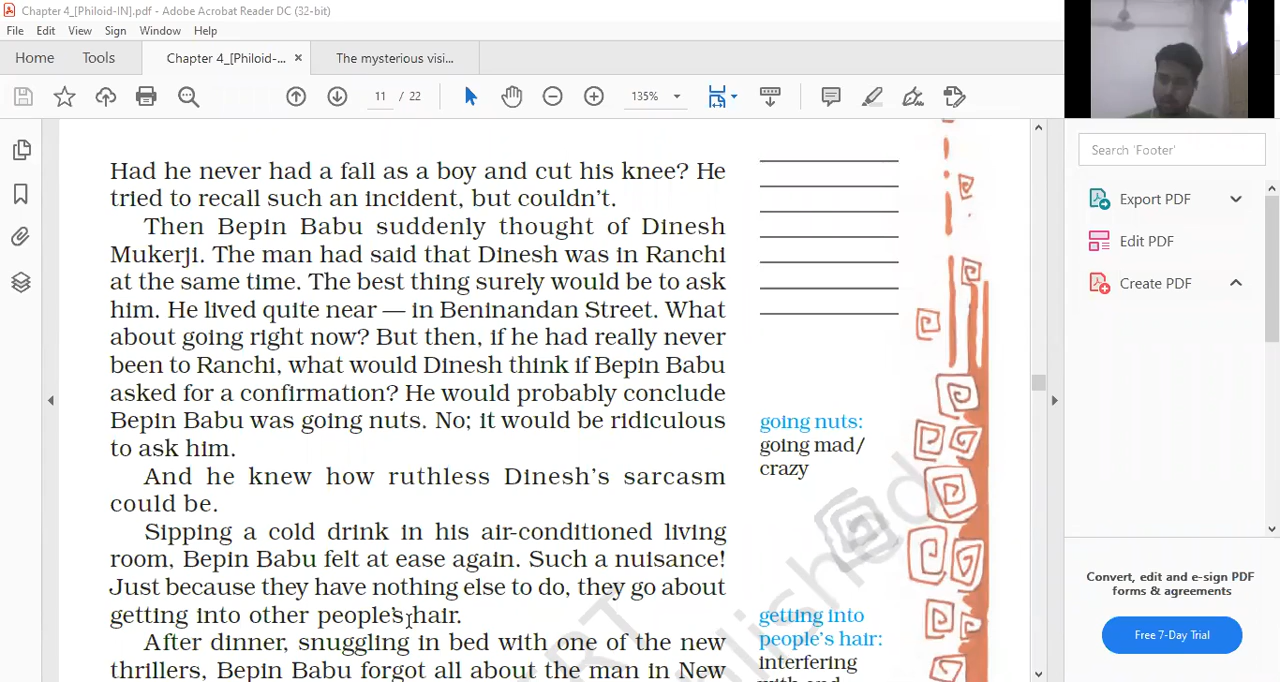 Chapter 4_[Philoid-IN].pdf - Adobe Acrobat Reader DC (32-bit)
File Edit View Sign Window Help
Home Tools Chapter 4_[Philoid-... × The mysterious visi...
11 / 22 135%
Had he never had a fall as a boy and cut his knee? He
tried to recall such an incident, but couldn't.
Then Bepin Babu suddenly thought of Dinesh
Mukerji. The man had said that Dinesh was in Ranchi
at the same time. The best thing surely would be to ask
him. He lived quite near — in Beninandan Street. What
about going right now? But then, if he had really never
been to Ranchi, what would Dinesh think if Bepin Babu
asked for a confirmation? He would probably conclude
Bepin Babu was going nuts. No; it would be ridiculous
to ask him.
And he knew how ruthless Dinesh's sarcasm
could be.
Sipping a cold drink in his air-conditioned living
room, Bepin Babu felt at ease again. Such a nuisance!
Just because they have nothing else to do, they go about
getting into other people's hair.
After dinner, snuggling in bed with one of the new
thrillers, Bepin Babu forgot all about the man in New
going nuts:
going mad/
crazy
getting into
people's hair:
interfering
Search 'Footer'
Export PDF
Edit PDF
Create PDF
Convert, edit and e-sign PDF
forms & agreements
Free 7-Day Trial